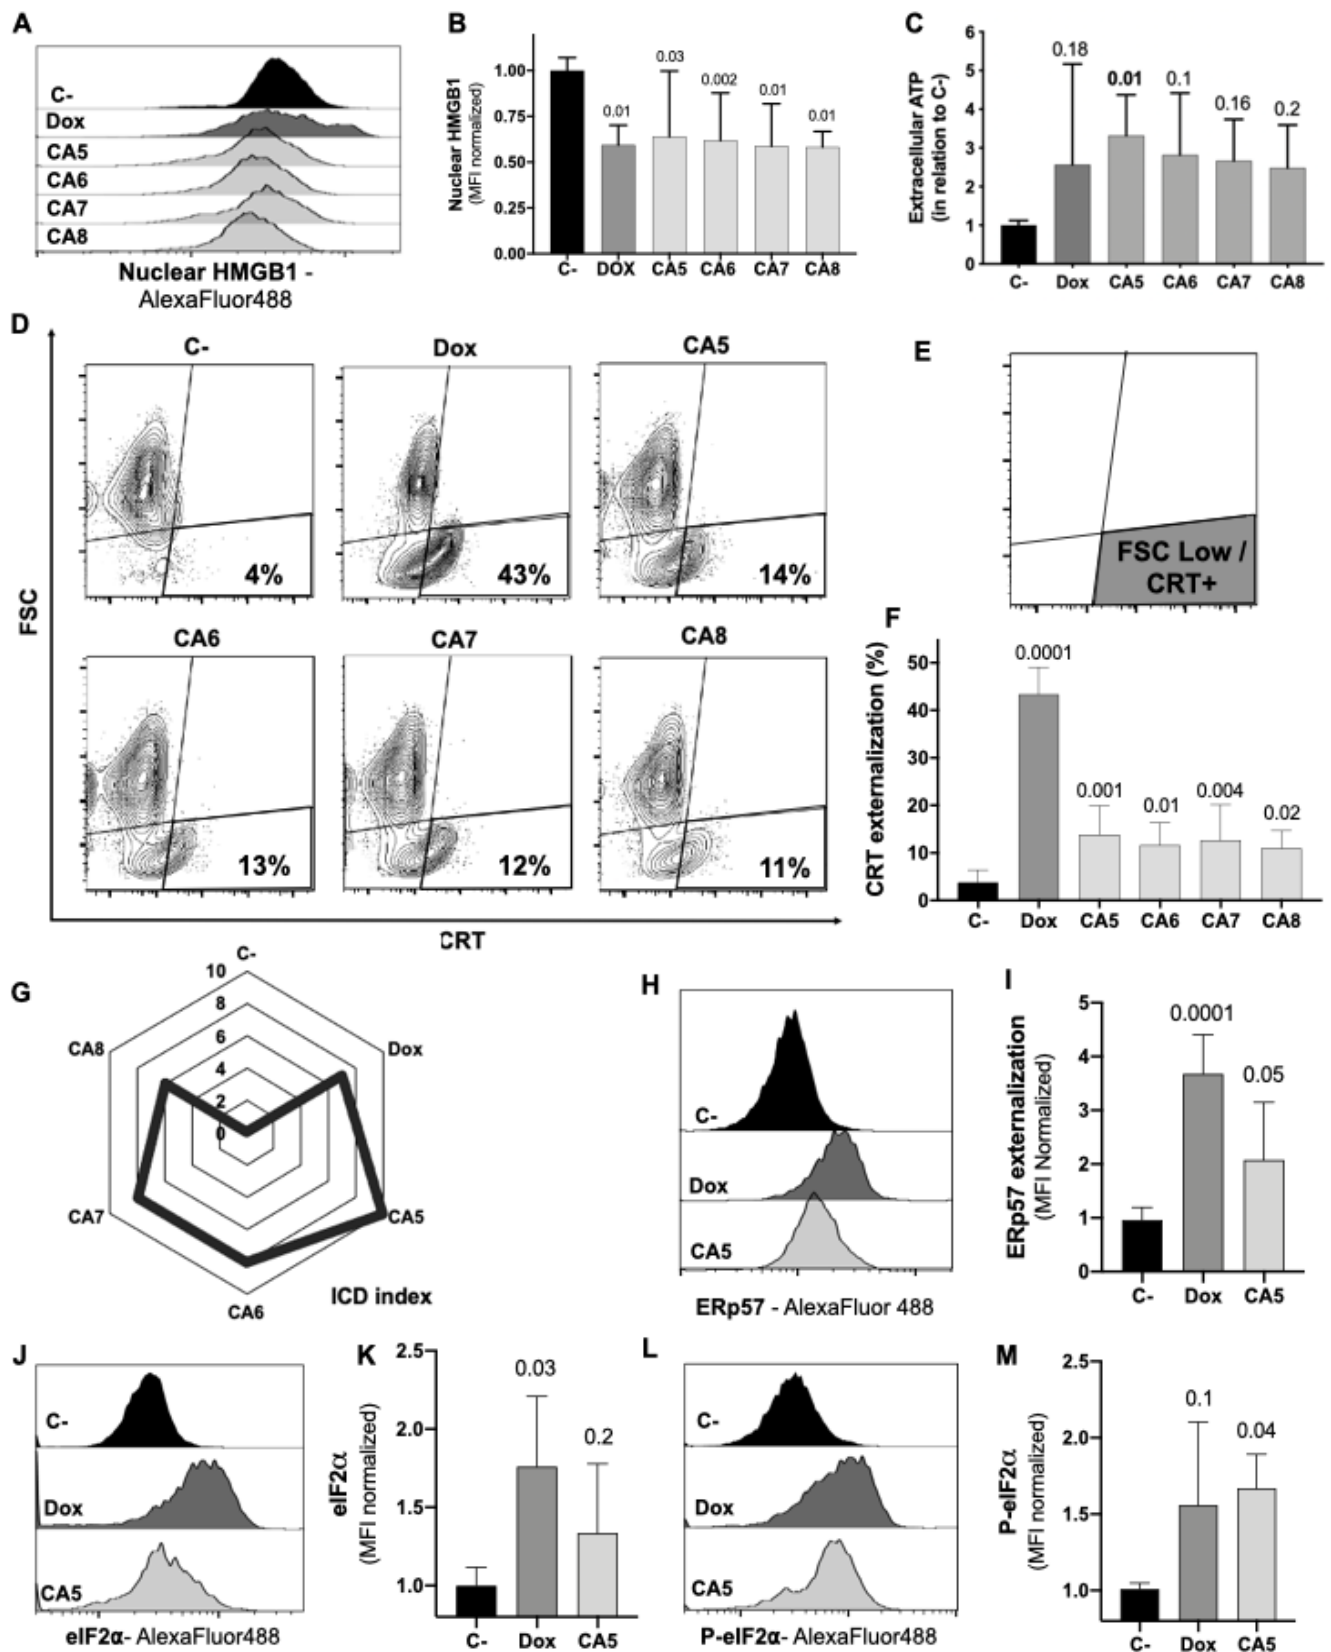 A
C-
Dox
CA5
CA6
CA7
CA8
Nuclear HMGB1 -
AlexaFluor488
B
Nuclear HMGB1
(MFI normalized)
1.00
0.75
0.50
0.25
0.00
0.01
0.03
0.002
0.01
0.01
C- DOX CA5 CA6 CA7 CA8
C
Extracellular ATP
(in relation to C-)
6
5
4
3
2
1
0
0.18
0.01
0.1
0.16
0.2
C- Dox CA5 CA6 CA7 CA8
D
FSC
C- Dox CA5
4% 43% 14%
CA6 CA7 CA8
13% 12% 11%
CRT
E
FSC Low /
CRT+
F
CRT externalization (%)
50
40
30
20
10
0
0.0001
0.001
0.01
0.004
0.02
C- Dox CA5 CA6 CA7 CA8
G
C-
10
8
6
4
2
0
Dox
CA5
CA6
CA7
CA8
ICD index
H
C-
Dox
CA5
ERp57 - AlexaFluor 488
I
ERp57 externalization
(MFI Normalized)
5
4
3
2
1
0
0.0001
0.05
C- Dox CA5
J
C-
Dox
CA5
eIF2α- AlexaFluor488
K
eIF2α
(MFI normalized)
2.5
2.0
1.5
1.0
0.03
0.2
C- Dox CA5
L
C-
Dox
CA5
P-eIF2α- AlexaFluor488
M
P-eIF2α
(MFI normalized)
2.5
2.0
1.5
1.0
0.1
0.04
C- Dox CA5